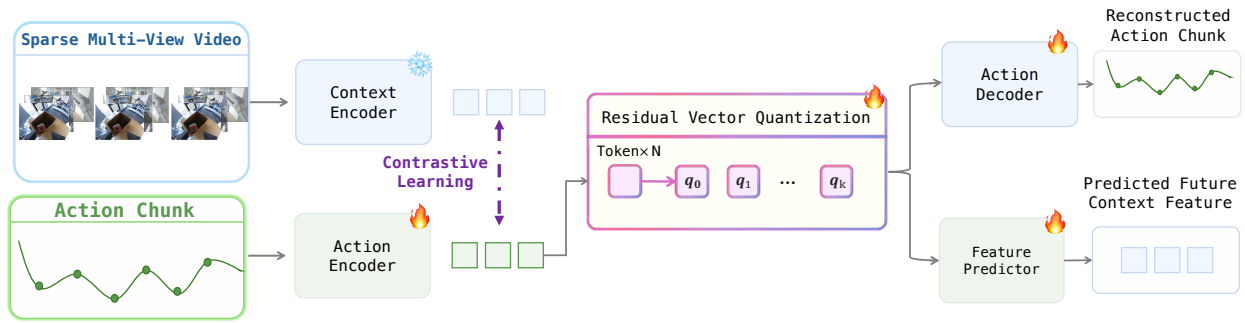 Sparse Multi-View Video
Context
Encoder
Contrastive
Learning
Action Chunk
Action
Encoder
Residual Vector Quantization
Token× N
q0 q1 ... qk
Action
Decoder
Reconstructed
Action Chunk
Feature
Predictor
Predicted Future
Context Feature